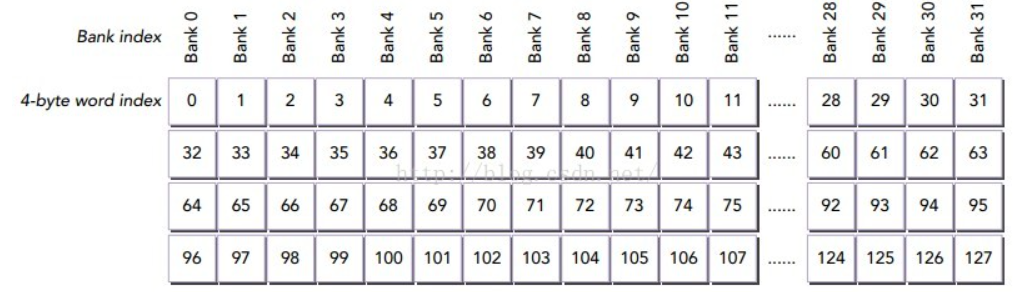 Bank index Bank 0 Bank 1 Bank 2 Bank 3 Bank 4 Bank 5 Bank 6 Bank 7 Bank 8 Bank 9 Bank 10 Bank 11 ...... Bank 28 Bank 29 Bank 30 Bank 31
4-byte word index 0 1 2 3 4 5 6 7 8 9 10 11 ...... 28 29 30 31
32 33 34 35 36 37 38 39 40 41 42 43 ...... 60 61 62 63
http://blog.csdn.net/
64 65 66 67 68 69 70 71 72 73 74 75 ...... 92 93 94 95
96 97 98 99 100 101 102 103 104 105 106 107 ...... 124 125 126 127